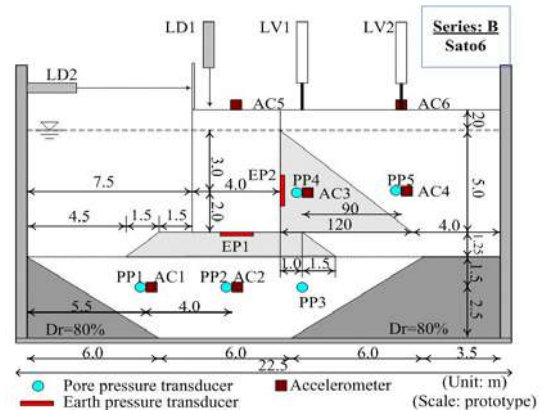 LD1 LV1 LV2
Series: B
Sato6
LD2
AC5 AC6
20
3.0 EP2 PP4 PP5
7.5 4.0 AC3 AC4 5.0
90
4.5 1.5 1.5 2.0 120 4.0
EP1 1.25
1.0 1.5
PP1 AC1 PP2 AC2 PP3 1.5
5.5 4.0 2.5
Dr=80% Dr=80%
6.0 6.0 6.0 3.5
22.5
Pore pressure transducer Accelerometer (Unit: m)
Earth pressure transducer (Scale: prototype)